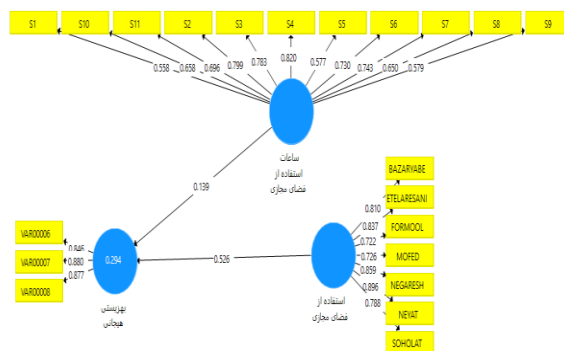 S1 S10 S11 S2 S3 S4 S5 S6 S7 S8 S9
0.558 0.658 0.696 0.799 0.783 0.820 0.577 0.730 0.743 0.650 0.579
ساعات
استفاده از
فضای مجازی
0.139
BAZARYABE
ETELARESANI
FORMOOL
MOFED
NEGARESH
NEYAT
SOHOLAT
0.810
0.837
0.722
0.726
0.859
0.896
0.788
استفاده از
فضای مجازی
0.526
VAR00006
VAR00007
VAR00008
0.846
0.880
0.877
0.294
بهزیستی
هیجانی